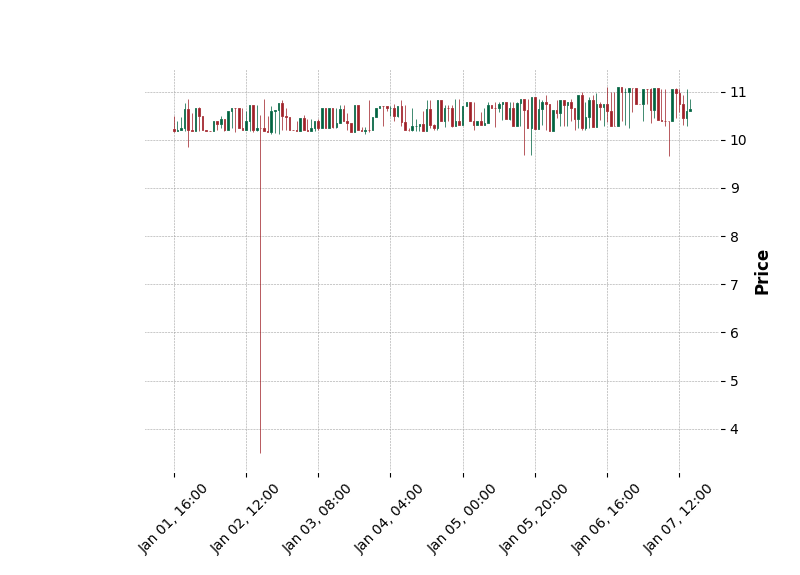 11
10
9
8
7
6
5
4
Price
Jan 01, 16:00
Jan 02, 12:00
Jan 03, 08:00
Jan 04, 04:00
Jan 05, 00:00
Jan 05, 20:00
Jan 06, 16:00
Jan 07, 12:00